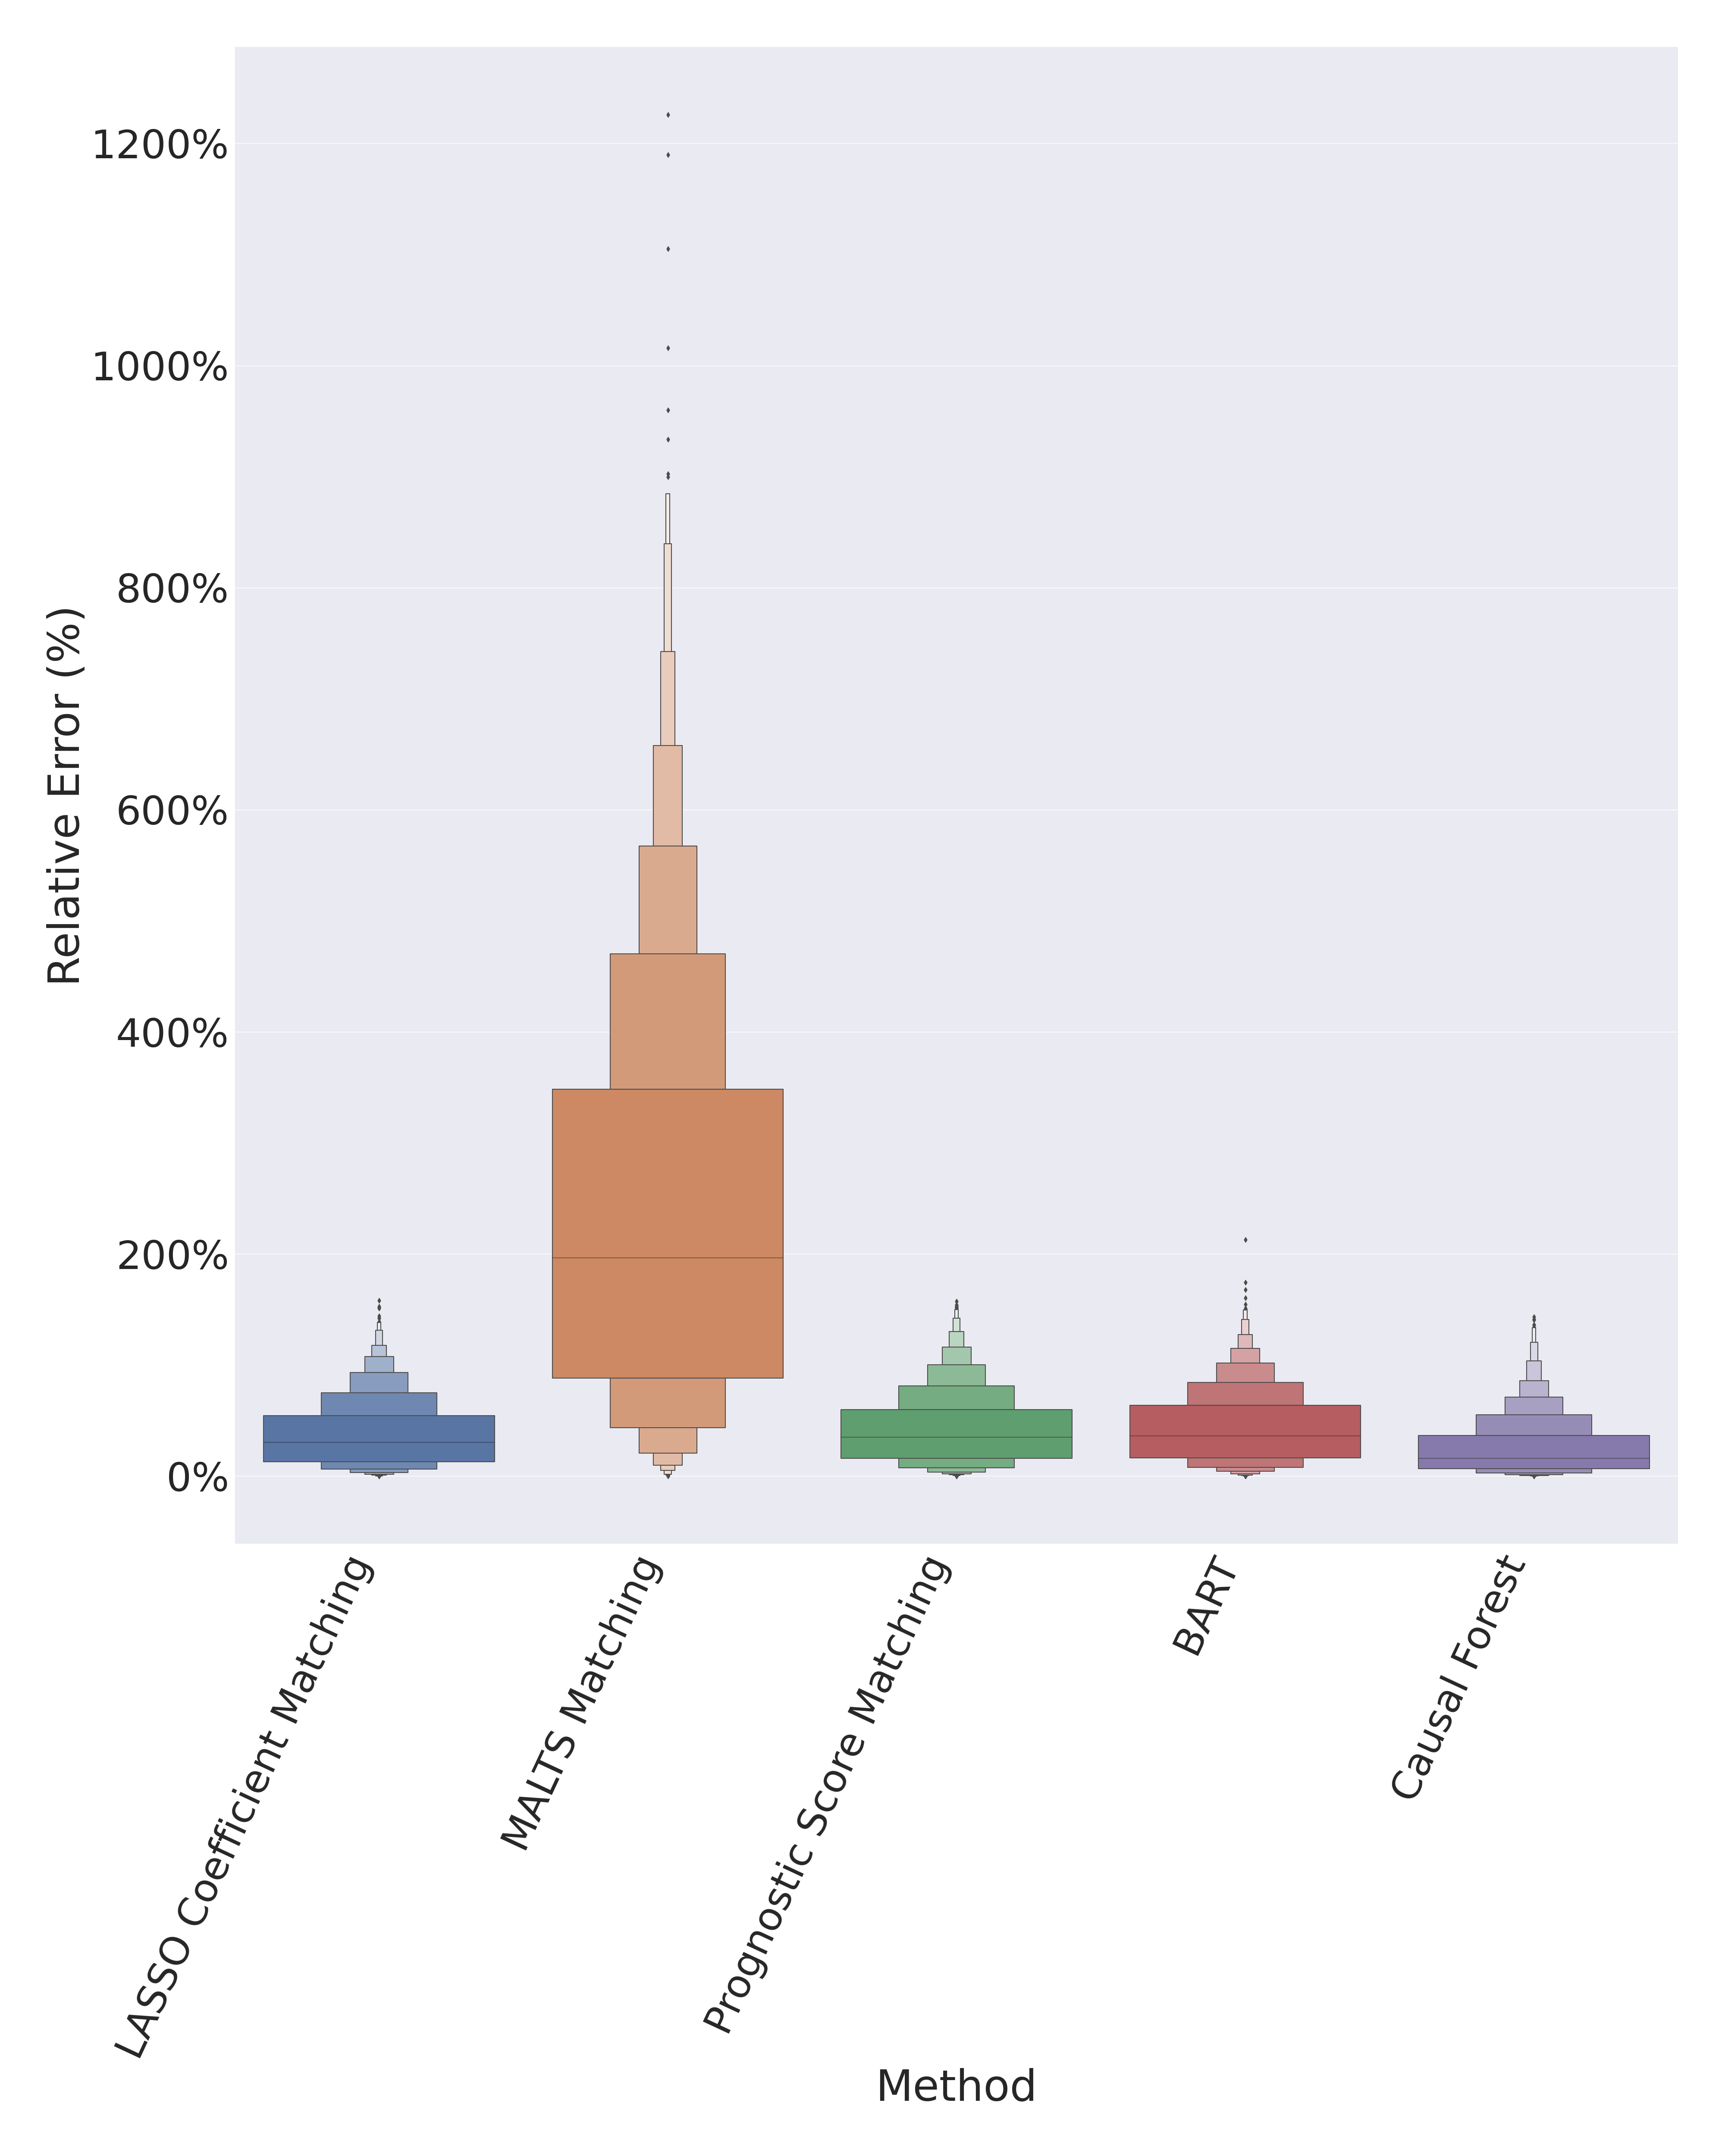 1200%
1000%
800%
600%
400%
200%
0%
Relative Error (%)
LASSO Coefficient Matching
MALTS Matching
Prognostic Score Matching
BART
Causal Forest
Method